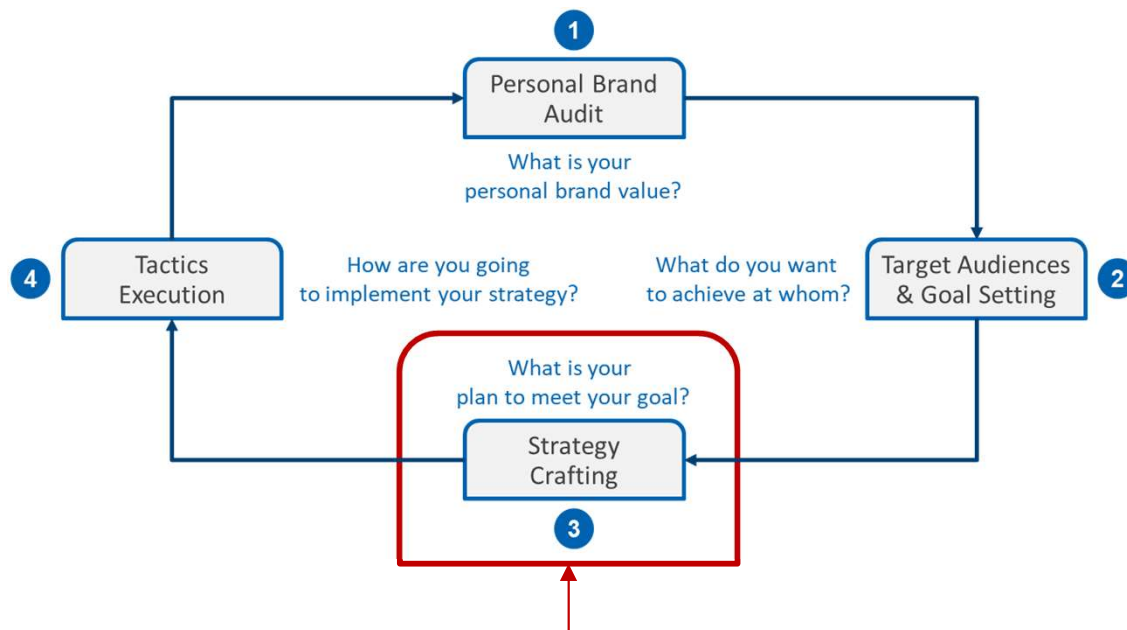 1
Personal Brand
Audit
What is your
personal brand value?
4
Tactics
Execution
How are you going
to implement your strategy?
What do you want
to achieve at whom?
Target Audiences
& Goal Setting
2
What is your
plan to meet your goal?
Strategy
Crafting
3